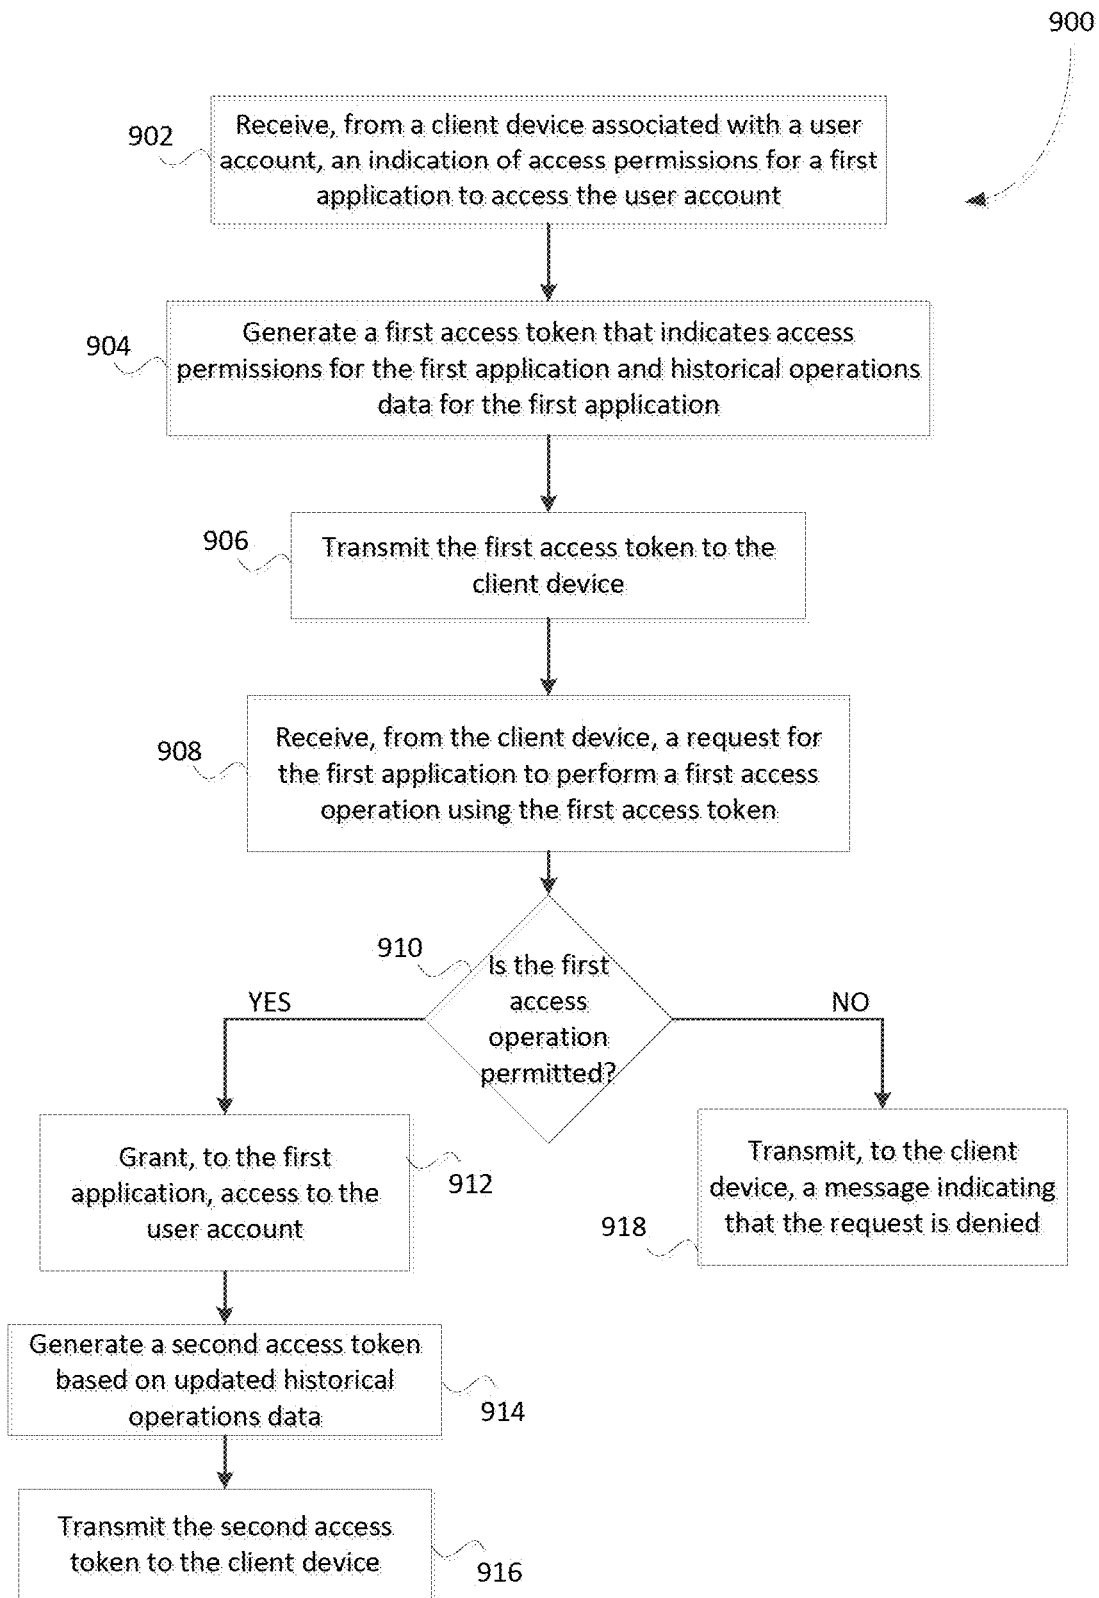 900
902
Receive, from a client device associated with a user
account, an indication of access permissions for a first
application to access the user account
904
Generate a first access token that indicates access
permissions for the first application and historical operations
data for the first application
906
Transmit the first access token to the
client device
908
Receive, from the client device, a request for
the first application to perform a first access
operation using the first access token
910
Is the first
access
operation
permitted?
YES
NO
Grant, to the first
application, access to the
user account
912
Transmit, to the client
device, a message indicating
that the request is denied
918
Generate a second access token
based on updated historical
operations data
914
Transmit the second access
token to the client device
916